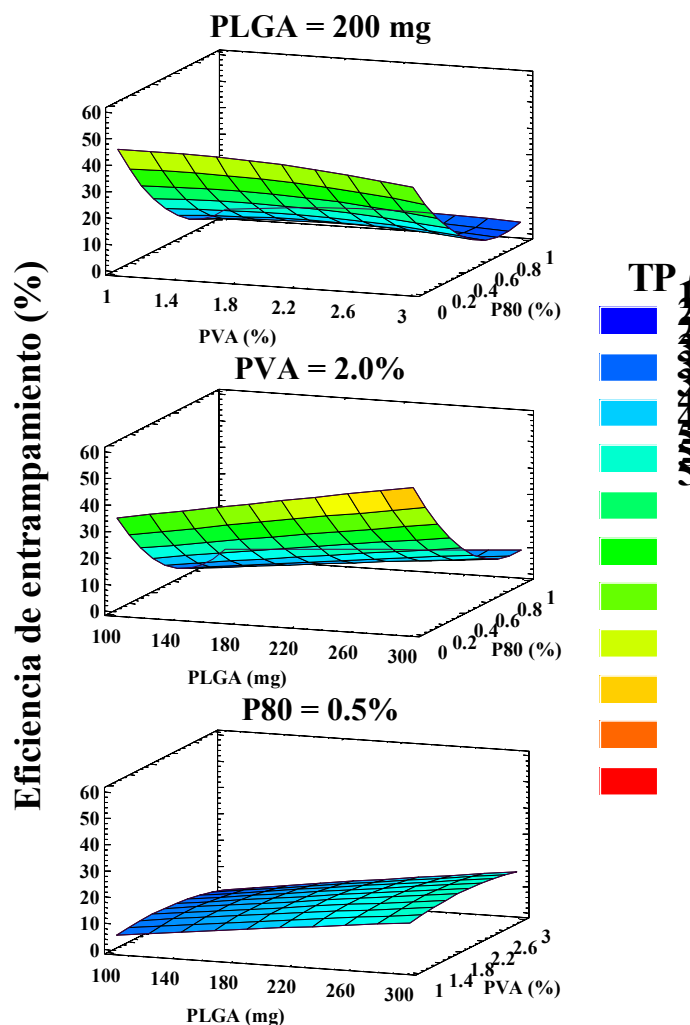 PLGA = 200 mg
60
50
40
30
20
10
0
1 1.4 1.8 2.2 2.6 3
PVA (%)
0 0.2 0.4 0.6 0.8 1
P80 (%)
PVA = 2.0%
60
50
40
30
20
10
0
100 140 180 220 260 300
PLGA (mg)
0 0.2 0.4 0.6 0.8 1
P80 (%)
P80 = 0.5%
60
50
40
30
20
10
0
100 140 180 220 260 300
PLGA (mg)
1 1.4 1.8 2.2 2.6 3
PVA (%)
Eficiencia de entrampamiento (%)
TP